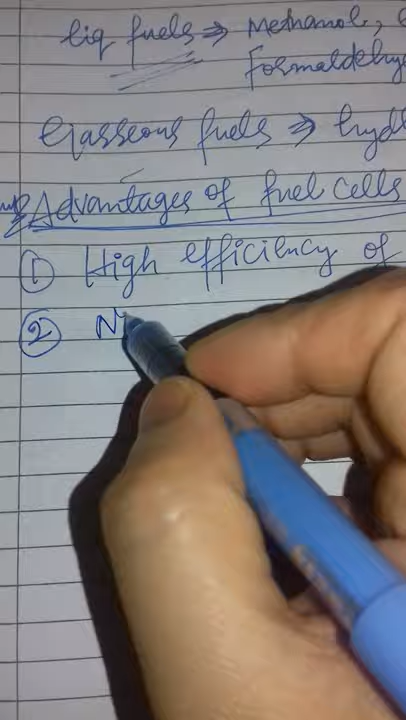 liq fuels ⇒ Methanol,
Formaldehy
Gasseous fuels ⇒ hyd
Advantages of fuel cells
① High efficiency of
② N